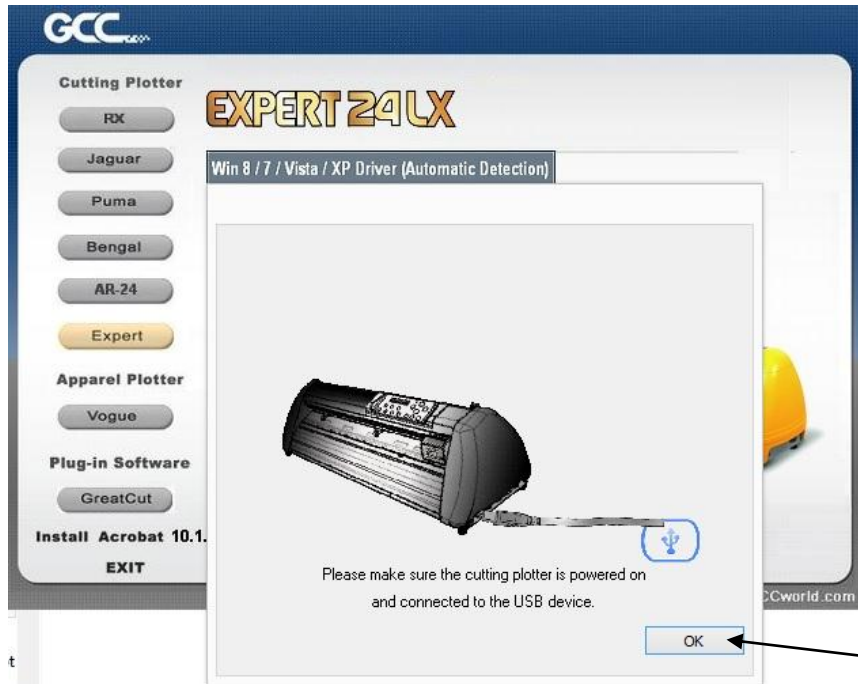 GCC
Cutting Plotter
RX
Jaguar
Puma
Bengal
AR-24
Expert
Apparel Plotter
Vogue
Plug-in Software
GreatCut
Install Acrobat 10.1.
EXIT
EXPERT 24 LX
Win 8 / 7 / Vista / XP Driver (Automatic Detection)
Please make sure the cutting plotter is powered on
and connected to the USB device.
OK
CCworld.com
t